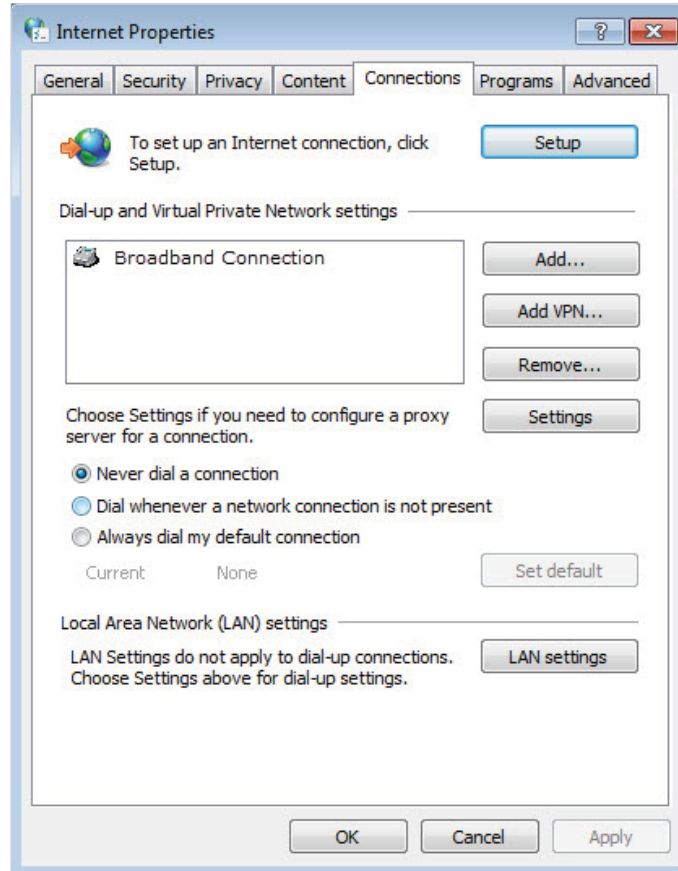 Internet Properties
General Security Privacy Content Connections Programs Advanced
To set up an Internet connection, click
Setup.
Setup
Dial-up and Virtual Private Network settings
Broadband Connection
Add...
Add VPN...
Remove...
Choose Settings if you need to configure a proxy
server for a connection.
Settings
Never dial a connection
Dial whenever a network connection is not present
Always dial my default connection
Current None
Set default
Local Area Network (LAN) settings
LAN Settings do not apply to dial-up connections.
Choose Settings above for dial-up settings.
LAN settings
OK Cancel Apply